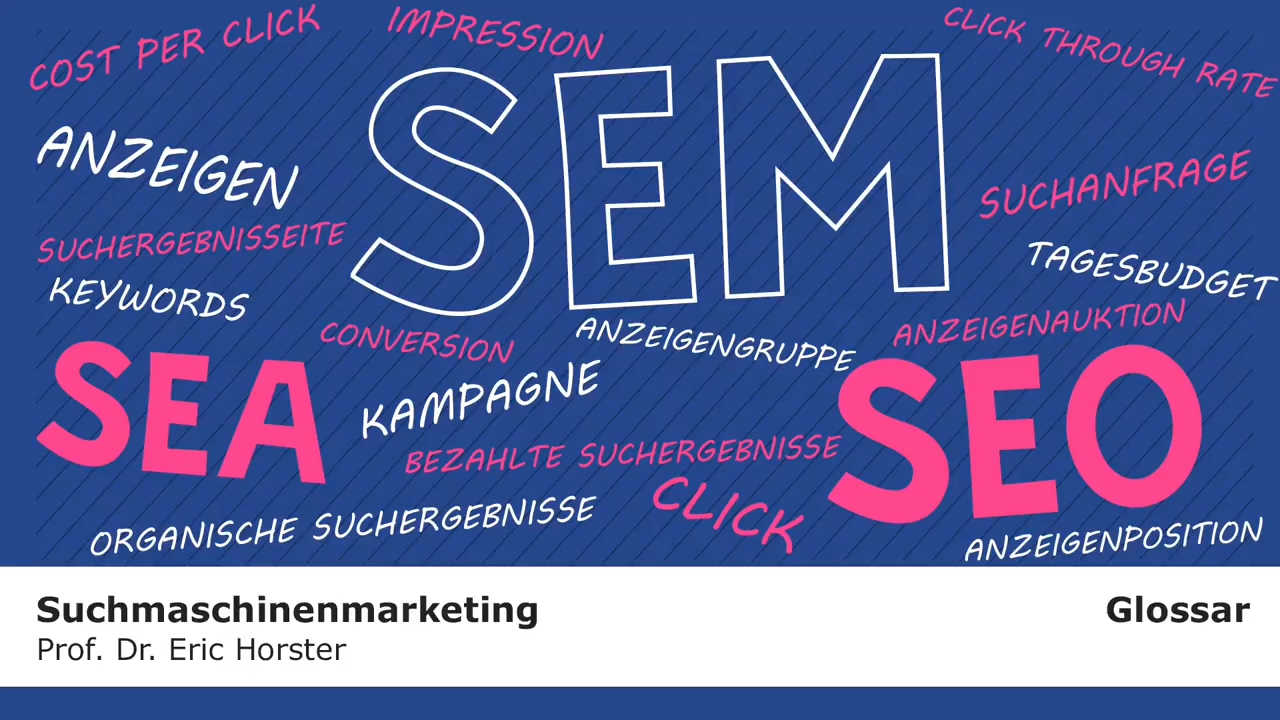 COST PER CLICK
IMPRESSION
CLICK THROUGH RATE
SEM
ANZEIGEN
SUCHANFRAGE
SUCHERGEBNISSEITE
TAGESBUDGET
KEYWORDS
CONVERSION
ANZEIGENGRUPPE
ANZEIGENAUKTION
SEA
KAMPAGNE
SEO
BEZAHLTE SUCHERGEBNISSE
CLICK
ORGANISCHE SUCHERGEBNISSE
ANZEIGENPOSITION
Suchmaschinenmarketing
Glossar
Prof. Dr. Eric Horster